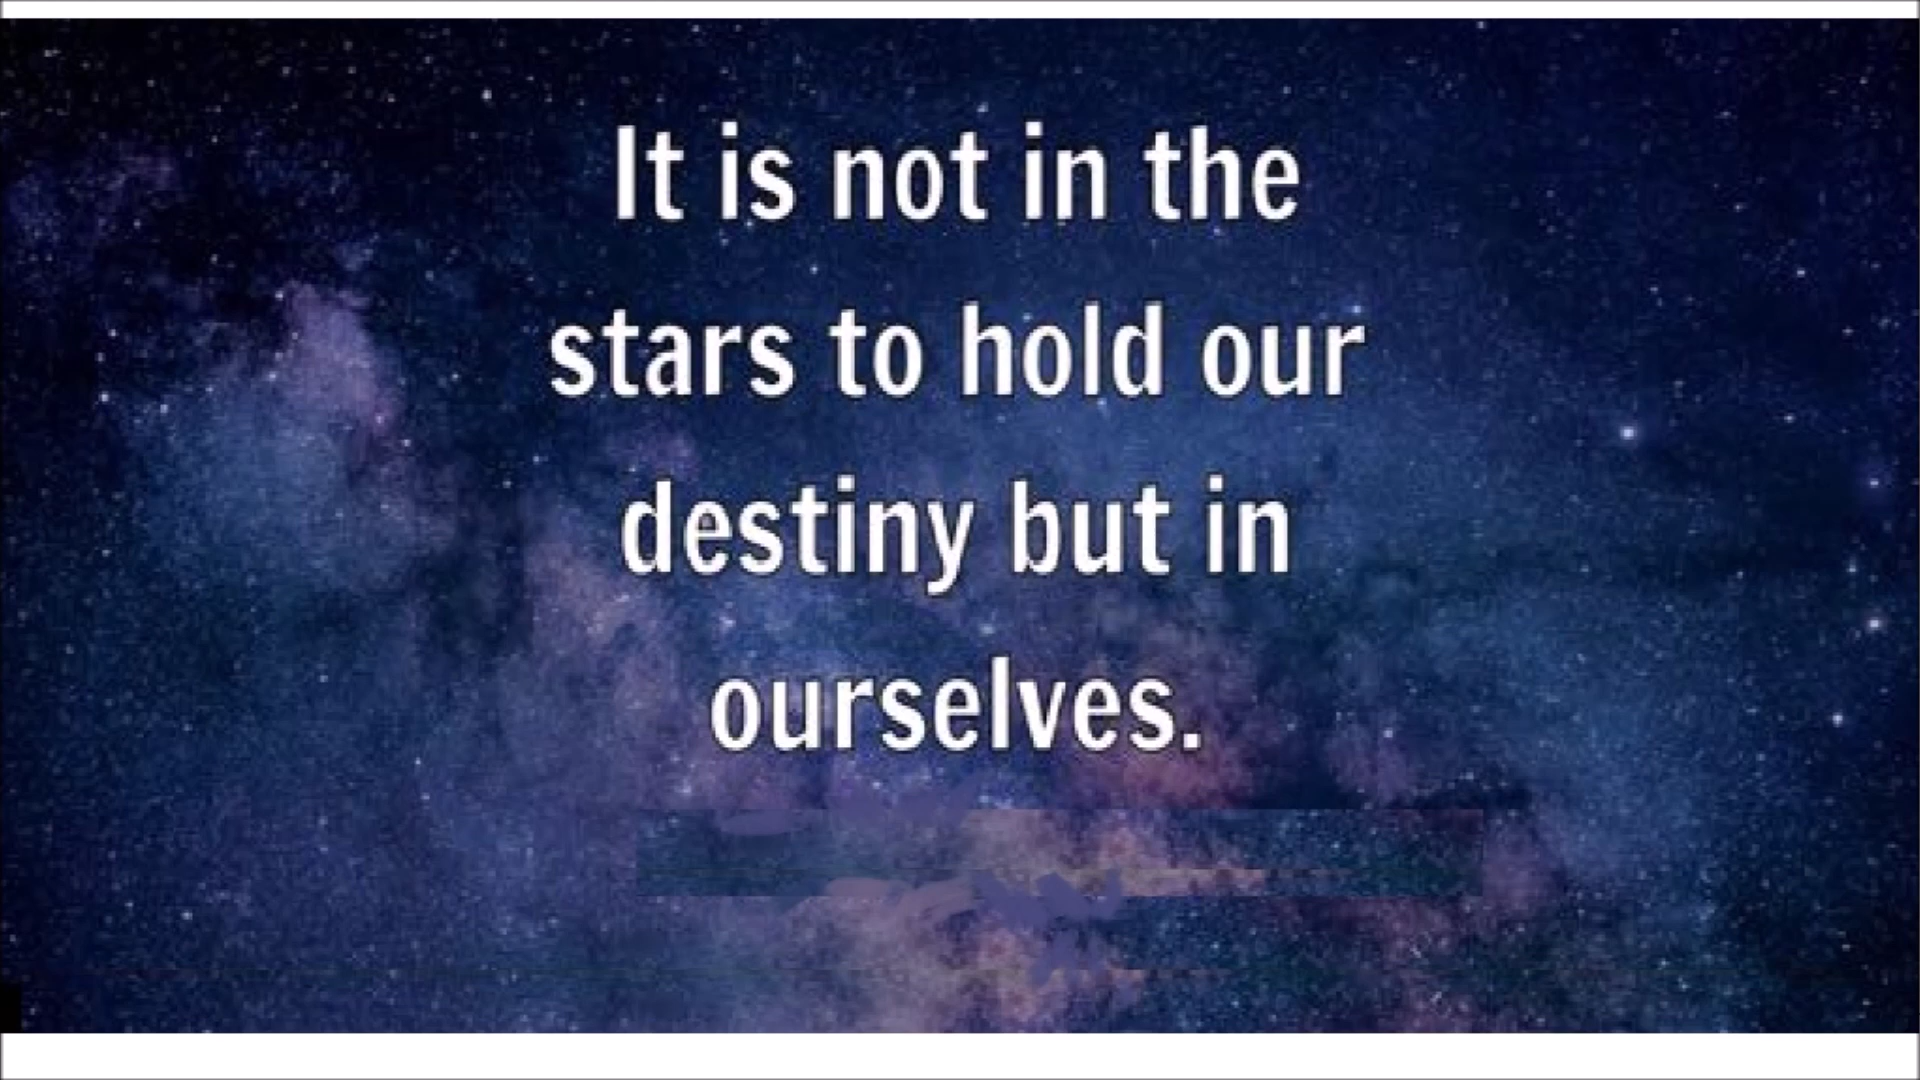 It is not in the
stars to hold our
destiny but in
ourselves.